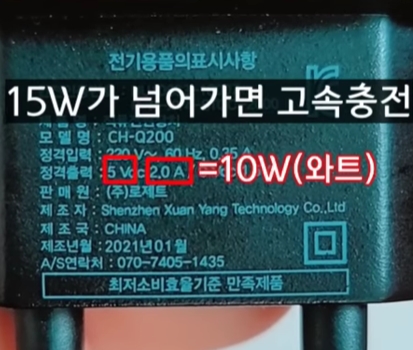 전기용품의표시사항
15W가 넘어가면 고속충전
모 델 명 : CH-Q200
정격입력 : 220 V~, 60 Hz, 0.25 A
정격출력 : 5 V 2.0 A =10W(와트)
판 매 원 : (주)로제트
제 조 자 : Shenzhen Xuan Yang Technology Co.,Ltd
제 조 국 : CHINA
제조년월 : 2021년01월
A/S연락처 : 070-7405-1435
최저소비효율기준 만족제품